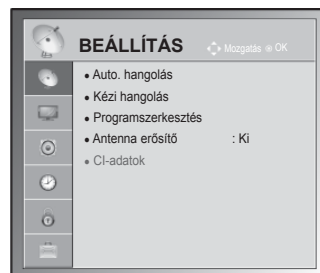 BEÁLLÍTÁS Mozgatás OK
• Auto. hangolás
• Kézi hangolás
• Programszerkesztés
• Antenna erősítő : Ki
• CI-adatok